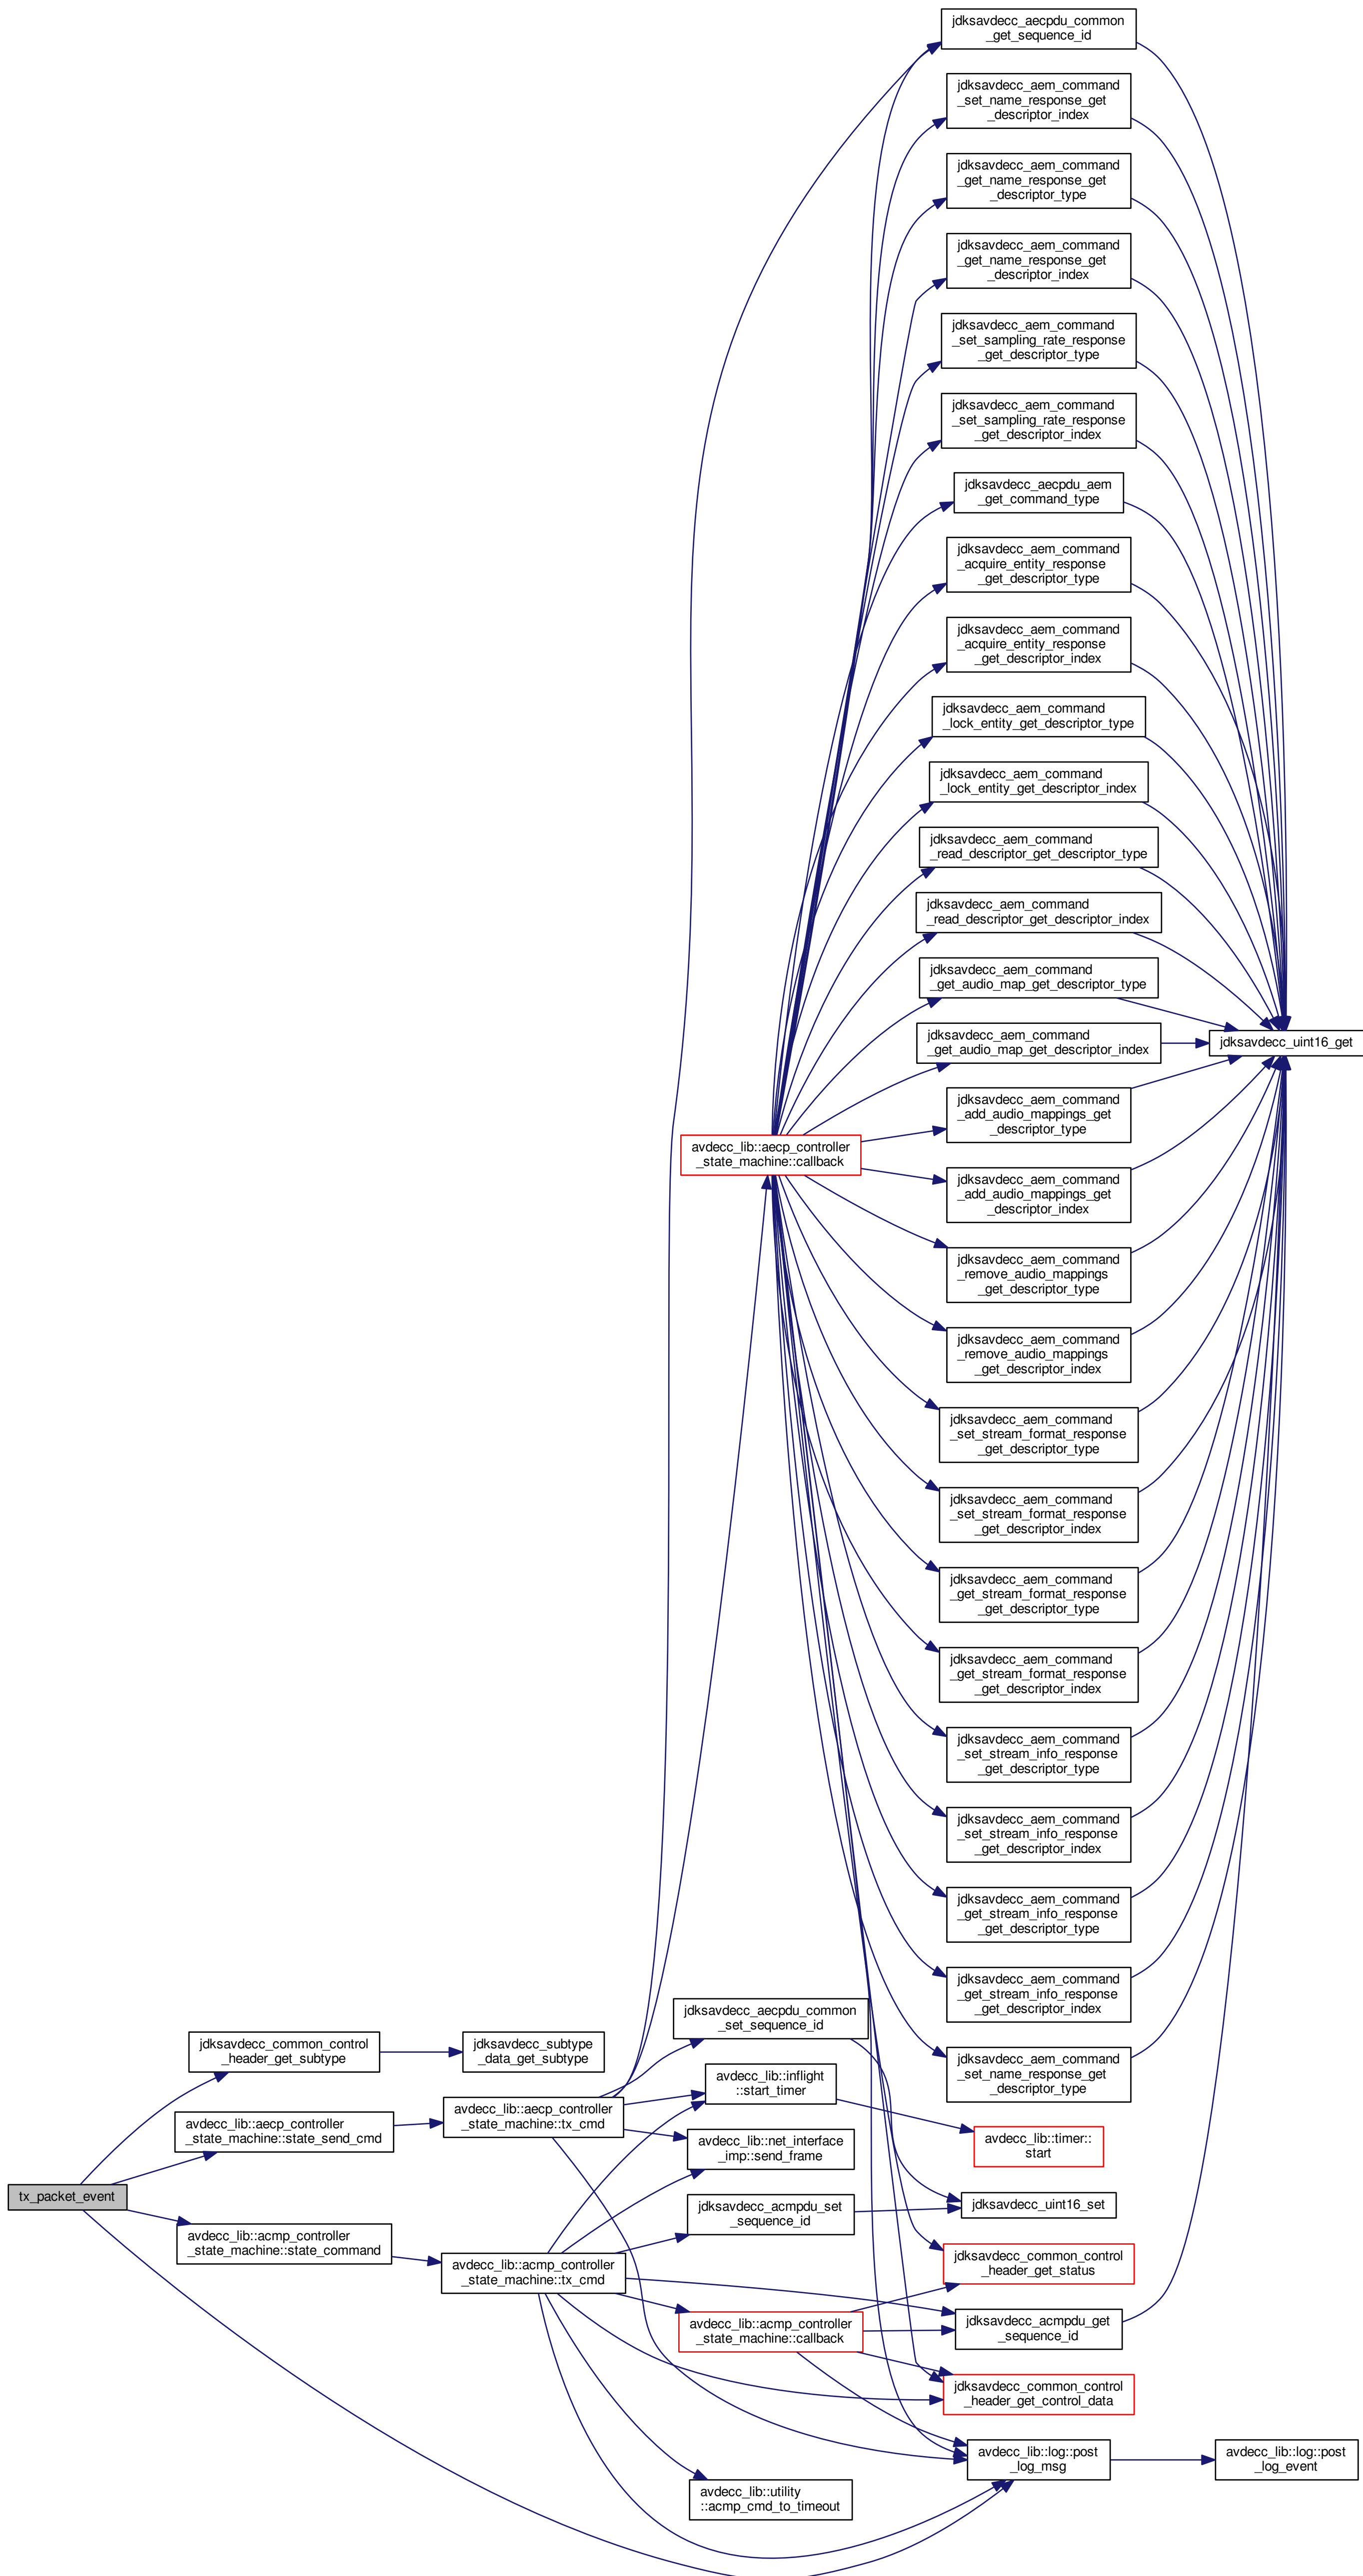 jdksavdecc_aecpdu_common
_get_sequence_id
jdksavdecc_aem_command
_set_name_response_get
_descriptor_index
jdksavdecc_aem_command
_get_name_response_get
_descriptor_type
jdksavdecc_aem_command
_get_name_response_get
_descriptor_index
jdksavdecc_aem_command
_set_sampling_rate_response
_get_descriptor_type
jdksavdecc_aem_command
_set_sampling_rate_response
_get_descriptor_index
jdksavdecc_aecpdu_aem
_get_command_type
jdksavdecc_aem_command
_acquire_entity_response
_get_descriptor_type
jdksavdecc_aem_command
_acquire_entity_response
_get_descriptor_index
jdksavdecc_aem_command
_lock_entity_get_descriptor_type
jdksavdecc_aem_command
_lock_entity_get_descriptor_index
jdksavdecc_aem_command
_read_descriptor_get_descriptor_type
jdksavdecc_aem_command
_read_descriptor_get_descriptor_index
jdksavdecc_aem_command
_get_audio_map_get_descriptor_type
jdksavdecc_aem_command
_get_audio_map_get_descriptor_index
jdksavdecc_uint16_get
jdksavdecc_aem_command
_add_audio_mappings_get
_descriptor_type
avdecc_lib::aecp_controller
_state_machine::callback
jdksavdecc_aem_command
_add_audio_mappings_get
_descriptor_index
jdksavdecc_aem_command
_remove_audio_mappings
_get_descriptor_type
jdksavdecc_aem_command
_remove_audio_mappings
_get_descriptor_index
jdksavdecc_aem_command
_set_stream_format_response
_get_descriptor_type
jdksavdecc_aem_command
_set_stream_format_response
_get_descriptor_index
jdksavdecc_aem_command
_get_stream_format_response
_get_descriptor_type
jdksavdecc_aem_command
_get_stream_format_response
_get_descriptor_index
jdksavdecc_aem_command
_set_stream_info_response
_get_descriptor_type
jdksavdecc_aem_command
_set_stream_info_response
_get_descriptor_index
jdksavdecc_aem_command
_get_stream_info_response
_get_descriptor_type
jdksavdecc_aem_command
_get_stream_info_response
_get_descriptor_index
jdksavdecc_aecpdu_common
_set_sequence_id
jdksavdecc_common_control
_header_get_subtype
jdksavdecc_subtype
_data_get_subtype
jdksavdecc_aem_command
_set_name_response_get
_descriptor_type
avdecc_lib::inflight
::start_timer
avdecc_lib::aecp_controller
_state_machine::state_send_cmd
avdecc_lib::aecp_controller
_state_machine::tx_cmd
avdecc_lib::net_interface
_imp::send_frame
avdecc_lib::timer::
start
tx_packet_event
jdksavdecc_acmpdu_set
_sequence_id
jdksavdecc_uint16_set
avdecc_lib::acmp_controller
_state_machine::state_command
avdecc_lib::acmp_controller
_state_machine::tx_cmd
jdksavdecc_common_control
_header_get_status
avdecc_lib::acmp_controller
_state_machine::callback
jdksavdecc_acmpdu_get
_sequence_id
jdksavdecc_common_control
_header_get_control_data
avdecc_lib::log::post
_log_msg
avdecc_lib::log::post
_log_event
avdecc_lib::utility
::acmp_cmd_to_timeout